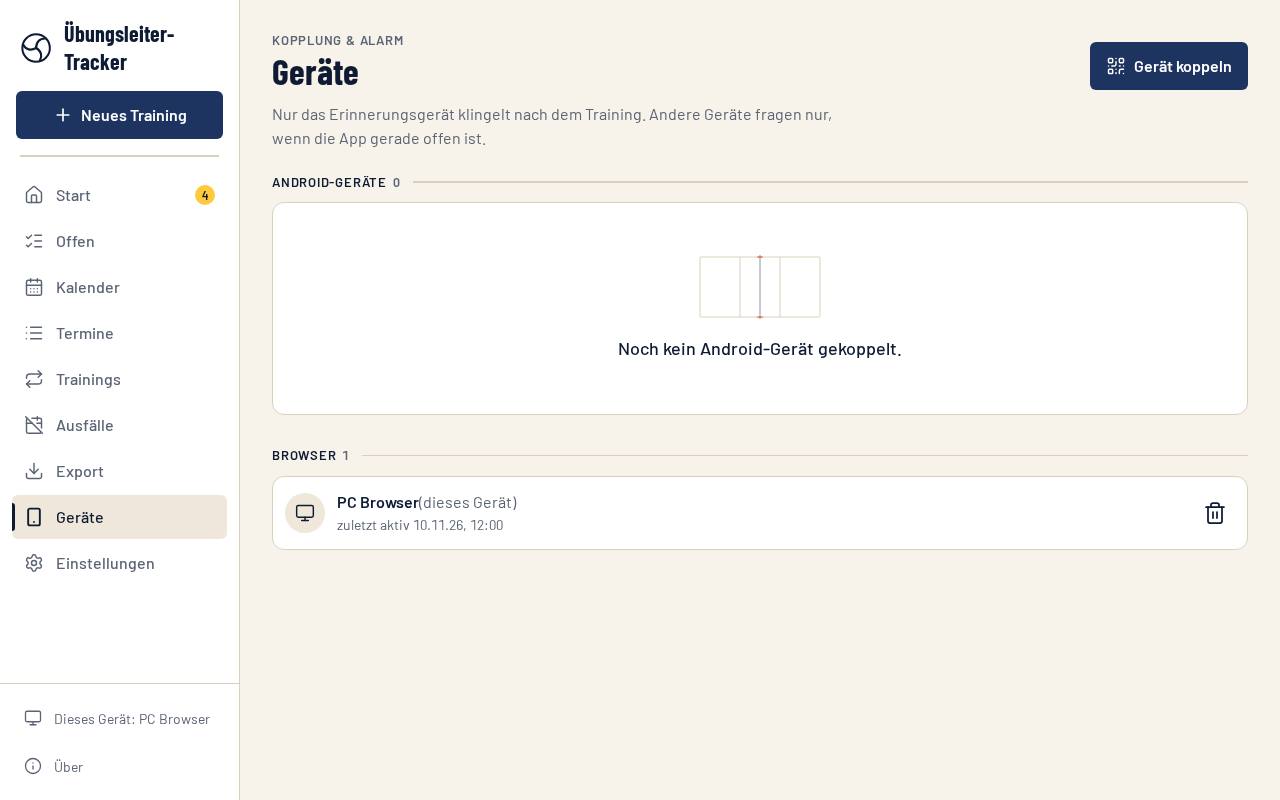 Übungsleiter-
Tracker
Neues Training
Start 4
Offen
Kalender
Termine
Trainings
Ausfälle
Export
Geräte
Einstellungen
Dieses Gerät: PC Browser
Über
KOPPLUNG & ALARM
Geräte
Gerät koppeln
Nur das Erinnerungsgerät klingelt nach dem Training. Andere Geräte fragen nur,
wenn die App gerade offen ist.
ANDROID-GERÄTE 0
Noch kein Android-Gerät gekoppelt.
BROWSER 1
PC Browser(dieses Gerät)
zuletzt aktiv 10.11.26, 12:00